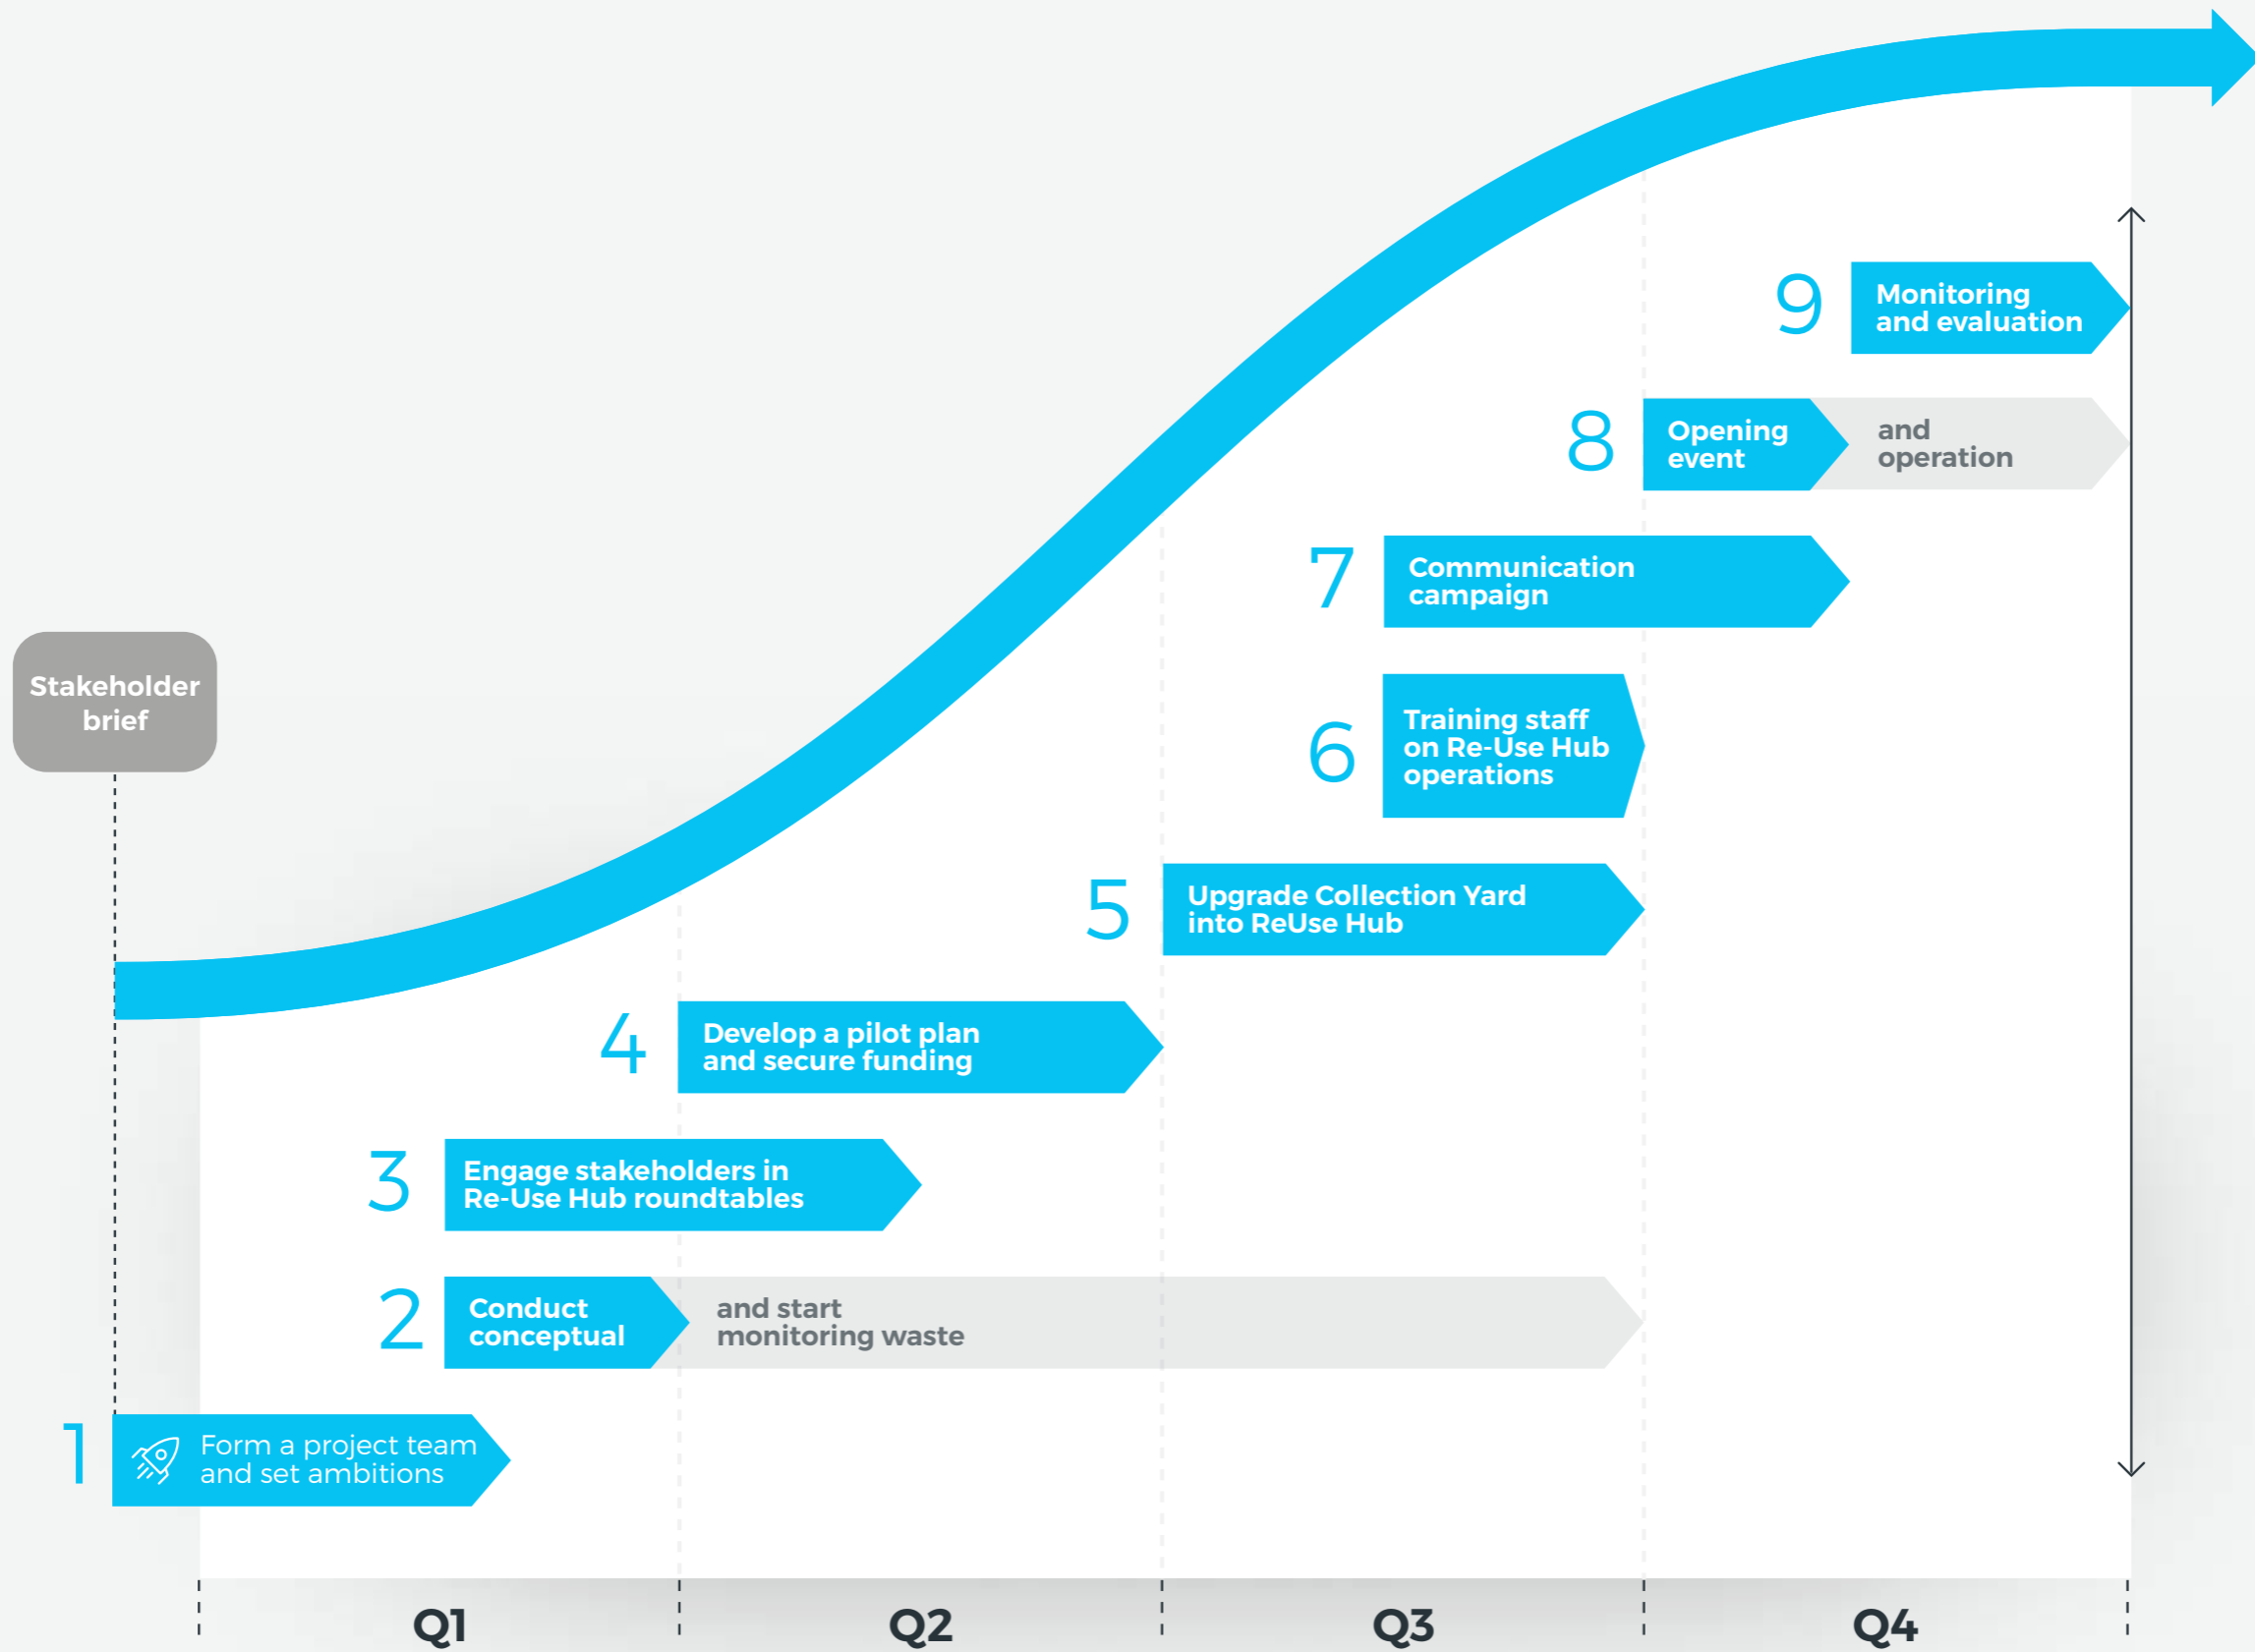 9
Monitoring
and evaluation
8
Opening
event
and
operation
7
Communication
campaign
Stakeholder
brief
6
Training staff
on Re-Use Hub
operations
5
Upgrade Collection Yard
into ReUse Hub
4
Develop a pilot plan
and secure funding
3
Engage stakeholders in
Re-Use Hub roundtables
2
Conduct
conceptual
and start
monitoring waste
1
Form a project team
and set ambitions
Q1
Q2
Q3
Q4